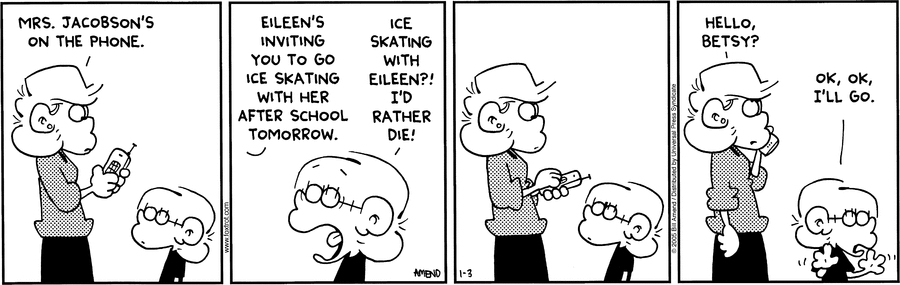 MRS. JACOBSON'S
ON THE PHONE.
EILEEN'S
INVITING
YOU TO GO
ICE SKATING
WITH HER
AFTER SCHOOL
TOMORROW.
ICE
SKATING
WITH
EILEEN?!
I'D
RATHER
DIE!
HELLO,
BETSY?
OK, OK,
I'LL GO.
www.foxtrot.com
AMEND
1-3
© 2005 Bill Amend / Distributed by Universal Press Syndicate